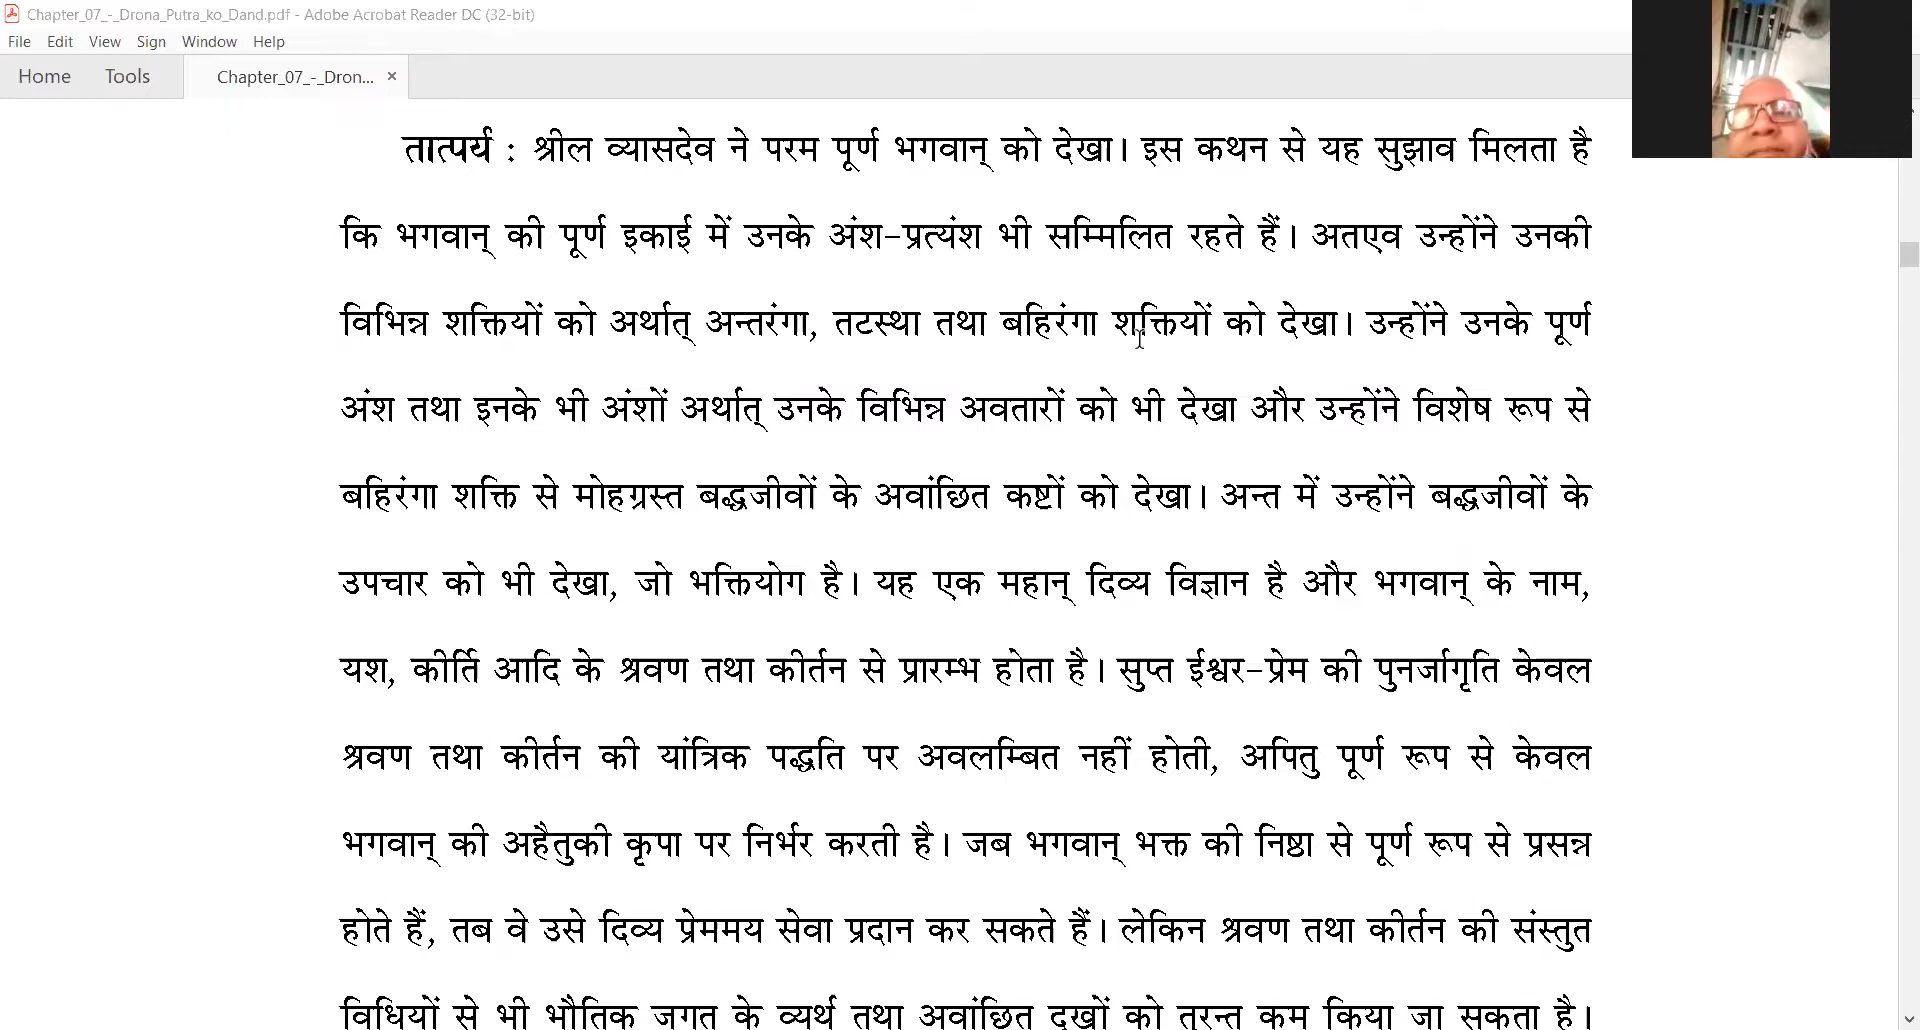 Chapter_07_-_Drona_Putra_ko_Dand.pdf - Adobe Acrobat Reader DC (32-bit)
File Edit View Sign Window Help
Home Tools Chapter_07_-_Dron... ×
तात्पर्य : श्रील व्यासदेव ने परम पूर्ण भगवान् को देखा। इस कथन से यह सुझाव मिलता है
कि भगवान् की पूर्ण इकाई में उनके अंश-प्रत्यंश भी सम्मिलित रहते हैं। अतएव उन्होंने उनकी
विभिन्न शक्तियों को अर्थात् अन्तरंगा, तटस्था तथा बहिरंगा शक्तियों को देखा। उन्होंने उनके पूर्ण
अंश तथा इनके भी अंशों अर्थात् उनके विभिन्न अवतारों को भी देखा और उन्होंने विशेष रूप से
बहिरंगा शक्ति से मोहग्रस्त बद्धजीवों के अवांछित कष्टों को देखा। अन्त में उन्होंने बद्धजीवों के
उपचार को भी देखा, जो भक्तियोग है। यह एक महान् दिव्य विज्ञान है और भगवान् के नाम,
यश, कीर्ति आदि के श्रवण तथा कीर्तन से प्रारम्भ होता है। सुप्त ईश्वर-प्रेम की पुनर्जागृति केवल
श्रवण तथा कीर्तन की यांत्रिक पद्धति पर अवलम्बित नहीं होती, अपितु पूर्ण रूप से केवल
भगवान् की अहैतुकी कृपा पर निर्भर करती है। जब भगवान् भक्त की निष्ठा से पूर्ण रूप से प्रसन्न
होते हैं, तब वे उसे दिव्य प्रेममय सेवा प्रदान कर सकते हैं। लेकिन श्रवण तथा कीर्तन की संस्तुत
विधियों से भी भौतिक जगत के व्यर्थ तथा अवांछित दुखों को तुरन्त कम किया जा सकता है।